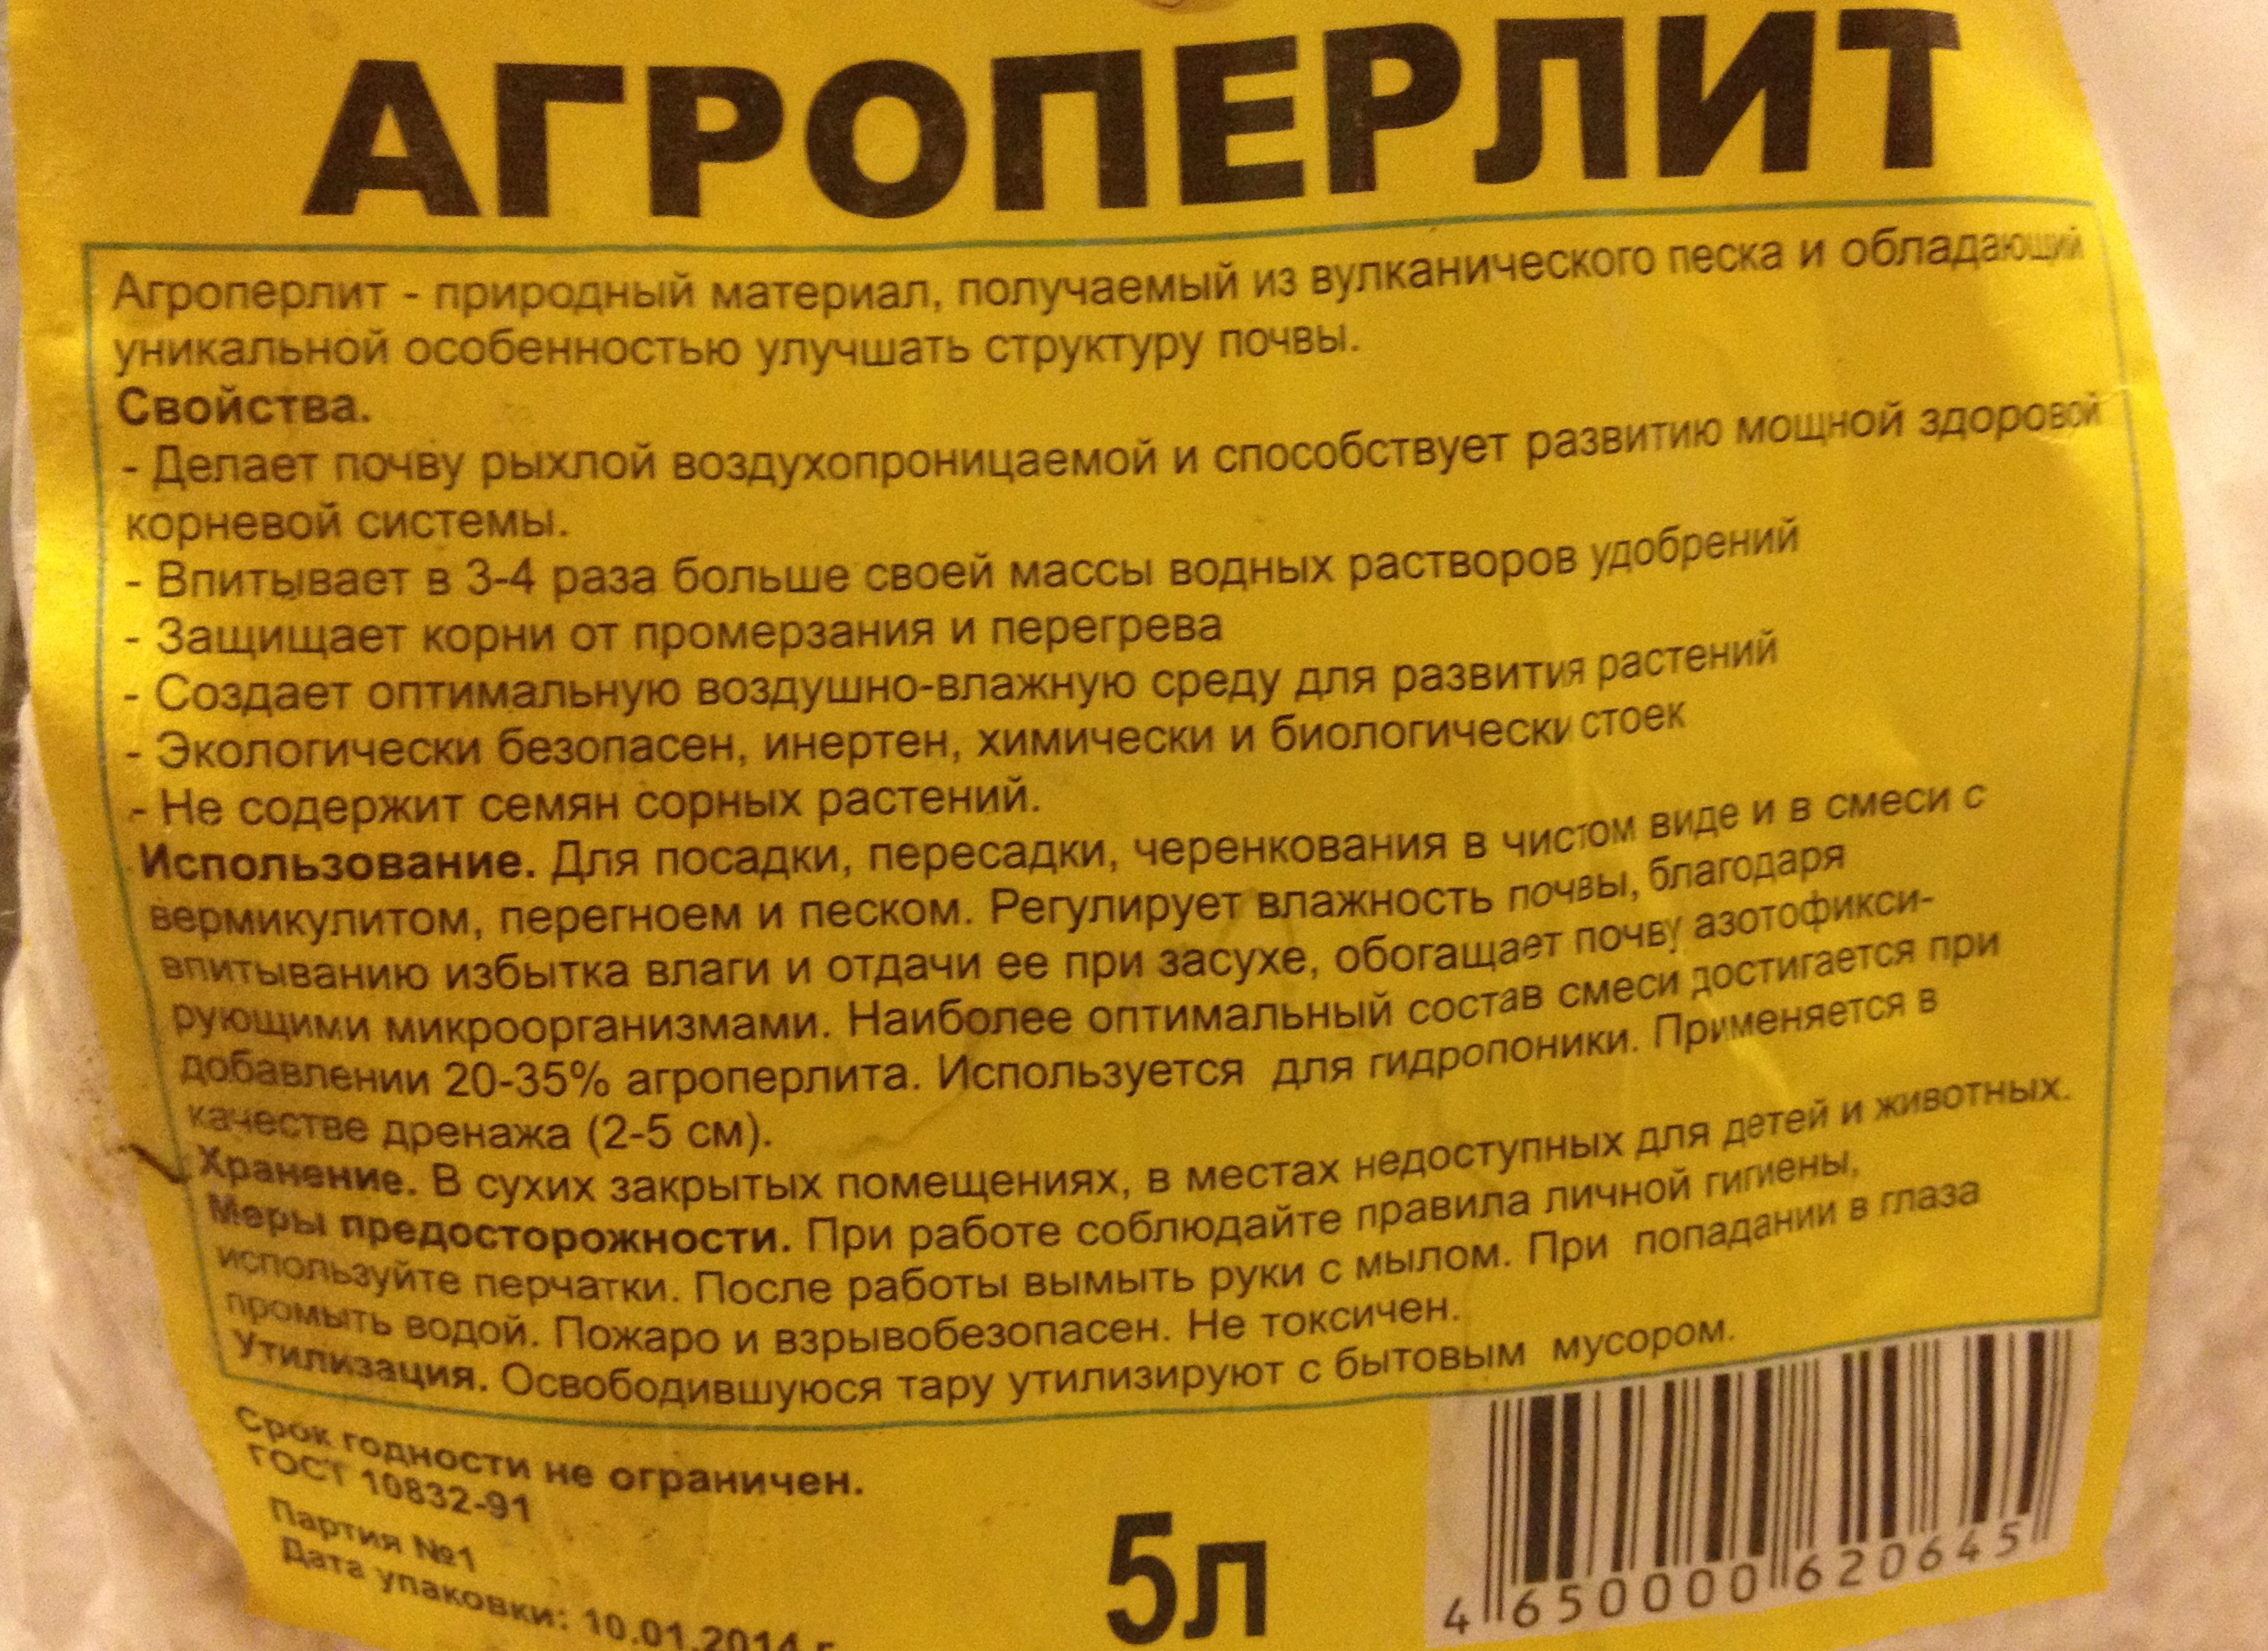 АГРОПЕРЛИТ
Агроперлит - природный материал, получаемый из вулканического песка и обладающий
уникальной особенностью улучшать структуру почвы.
Свойства.
- Делает почву рыхлой воздухопроницаемой и способствует развитию мощной здоровой
корневой системы.
- Впитывает в 3-4 раза больше своей массы водных растворов удобрений
- Защищает корни от промерзания и перегрева
- Создает оптимальную воздушно-влажную среду для развития растений
- Экологически безопасен, инертен, химически и биологически стоек
- Не содержит семян сорных растений.
Использование. Для посадки, пересадки, черенкования в чистом виде и в смеси с
вермикулитом, перегноем и песком. Регулирует влажность почвы, благодаря
впитыванию избытка влаги и отдачи ее при засухе, обогащает почву азотофикси-
рующими микроорганизмами. Наиболее оптимальный состав смеси достигается при
добавлении 20-35% агроперлита. Используется для гидропоники. Применяется в
качестве дренажа (2-5 см).
Хранение. В сухих закрытых помещениях, в местах недоступных для детей и животных.
Меры предосторожности. При работе соблюдайте правила личной гигиены,
используйте перчатки. После работы вымыть руки с мылом. При попадании в глаза
промыть водой. Пожаро и взрывобезопасен. Не токсичен.
Утилизация. Освободившуюся тару утилизируют с бытовым мусором.
Срок годности не ограничен.
ГОСТ 10832-91
Партия №1
Дата упаковки: 10.01.2014 г
5л
4 650000 620645